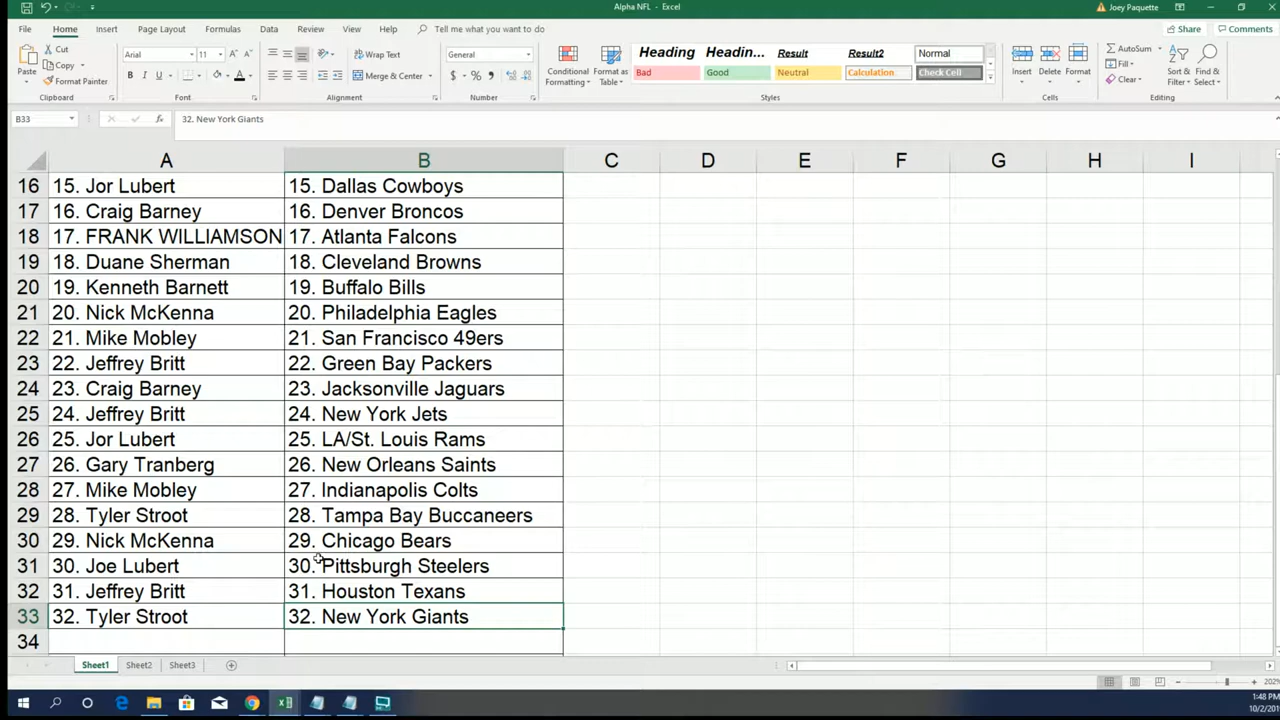 Alpha NFL - Excel
Joey Paquette
File Home Insert Page Layout Formulas Data Review View Help Tell me what you want to do Share Comments
Paste Cut Copy Format Painter Clipboard
Arial 11 B I U Font
Wrap Text Merge & Center Alignment
General $ % Number
Conditional Formatting Format as Table
Heading Headin... Result Result2 Normal
Bad Good Neutral Calculation Check Cell
Styles
Insert Delete Format Cells
AutoSum Fill Clear Sort & Filter Find & Select Editing
B33 fx 32. New York Giants
A B C D E F G H I
16 15. Jor Lubert 15. Dallas Cowboys
17 16. Craig Barney 16. Denver Broncos
18 17. FRANK WILLIAMSON 17. Atlanta Falcons
19 18. Duane Sherman 18. Cleveland Browns
20 19. Kenneth Barnett 19. Buffalo Bills
21 20. Nick McKenna 20. Philadelphia Eagles
22 21. Mike Mobley 21. San Francisco 49ers
23 22. Jeffrey Britt 22. Green Bay Packers
24 23. Craig Barney 23. Jacksonville Jaguars
25 24. Jeffrey Britt 24. New York Jets
26 25. Jor Lubert 25. LA/St. Louis Rams
27 26. Gary Tranberg 26. New Orleans Saints
28 27. Mike Mobley 27. Indianapolis Colts
29 28. Tyler Stroot 28. Tampa Bay Buccaneers
30 29. Nick McKenna 29. Chicago Bears
31 30. Joe Lubert 30. Pittsburgh Steelers
32 31. Jeffrey Britt 31. Houston Texans
33 32. Tyler Stroot 32. New York Giants
34
Sheet1 Sheet2 Sheet3
1:48 PM